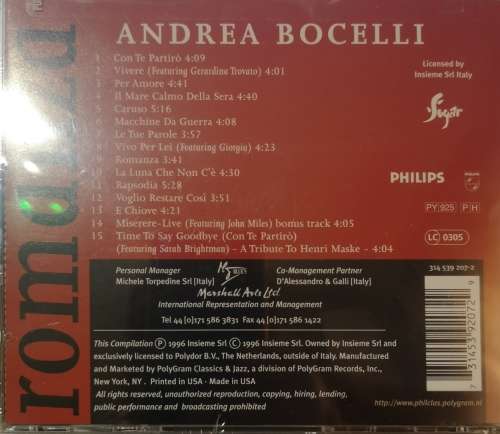 romanza
ANDREA BOCELLI
1 Con Te Partirò 4:09
2 Vivere (Featuring Gerardina Trovato) 4:01
3 Per Amore 4:41
4 Il Mare Calmo Della Sera 4:40
5 Caruso 5:16
6 Macchine Da Guerrà 4:08
7 Le Tue Parole 3:57
8 Vivo Per Lei (Featuring Giorgia) 4:23
9 Romanza 3:41
10 La Luna Che Non C'è 4:30
11 Rapsodia 5:28
12 Voglio Restare Così 3:51
13 E Chiove 4:21
14 Miserere-Live (Featuring John Miles) bonus track 4:05
15 Time To Say Goodbye (Con Te Partirò)
(Featuring Sarah Brightman) - A Tribute To Henri Maske - 4:04
Licensed by
Insieme Srl Italy
Sugar
PHILIPS
PHILIPS
PY 925 P H
LC 0305
314 539 207-2
Personal Manager
Michele Torpedine Srl [Italy]
Co-Management Partner
D'Alessandro & Galli [Italy]
Marshall Arts Ltd
International Representation and Management
Tel 44 [0]171 586 3831 Fax 44 [0]171 586 1422
This Compilation Ⓟ 1996 Insieme Srl. © 1996 Insieme Srl. Owned by Insieme Srl and
exclusively licensed to Polydor B.V., The Netherlands, outside of Italy. Manufactured
and Marketed by PolyGram Classics & Jazz, a division of PolyGram Records, Inc.,
New York, NY . Printed in USA - Made in USA
All rights reserved, unauthorized reproduction, copying, hiring, lending,
public performance and broadcasting prohibited
7 31453 92072 9
http://www.philclas.polygram.nl